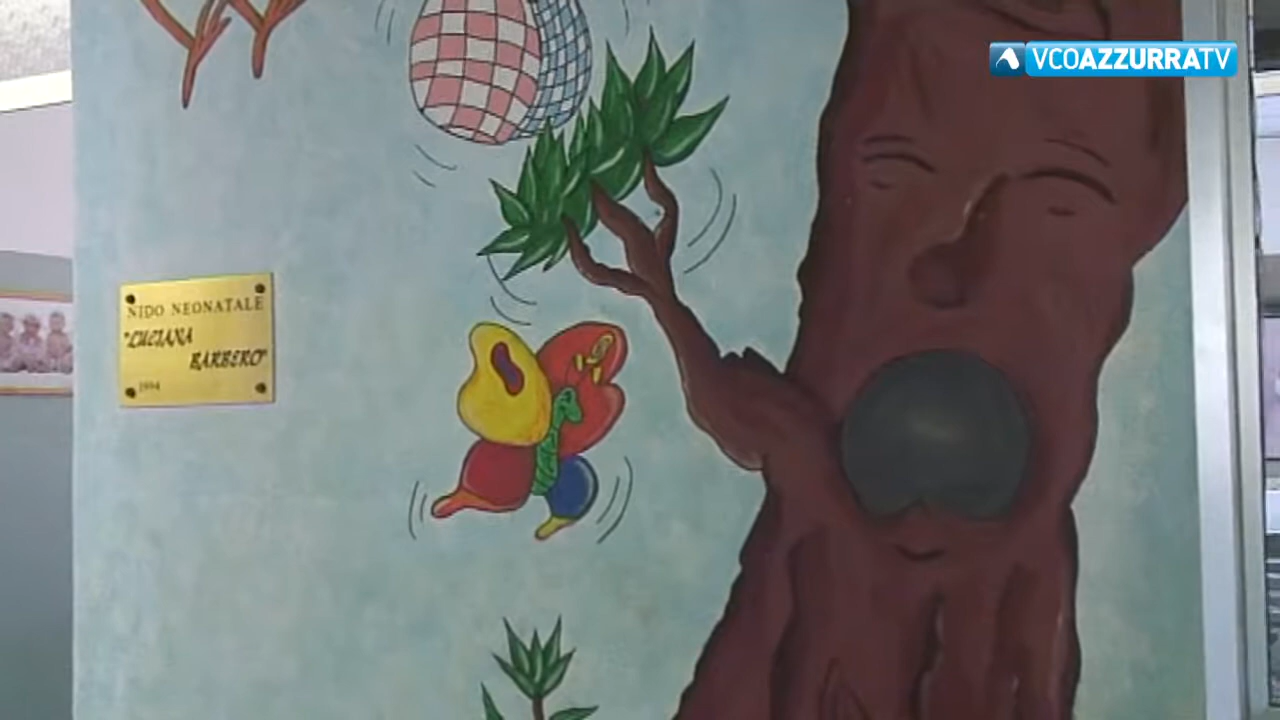 VCOAZZURRATV
NIDO NEONATALE
"LUCIANA
BARBERO"
1994